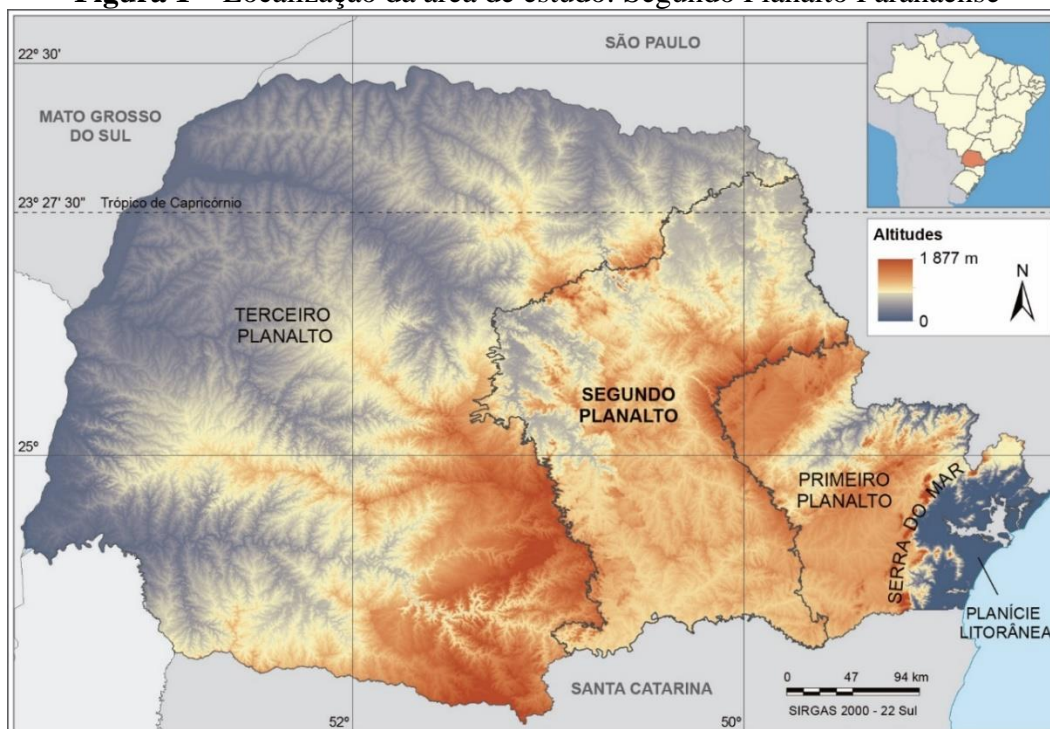 Figura 1 – Localização da área de estudo: Segundo Planalto Paranaense
SÃO PAULO
22° 30'
MATO GROSSO
DO SUL
23° 27' 30"
Trópico de Capricórnio
Altitudes
1 877 m
0
N
TERCEIRO
PLANALTO
SEGUNDO
PLANALTO
25°
PRIMEIRO
PLANALTO
SERRA DO MAR
PLANÍCIE
LITORÂNEA
SANTA CATARINA
0 47 94 km
SIRGAS 2000 - 22 Sul
52°
50°